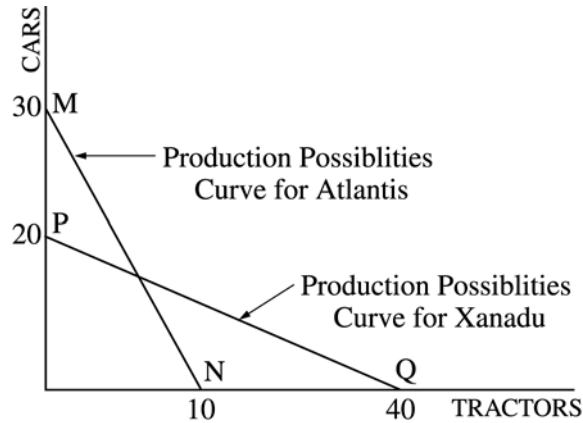 CARS
30 M
Production Possiblities
Curve for Atlantis
20 P
Production Possiblities
Curve for Xanadu
N Q
10 40 TRACTORS